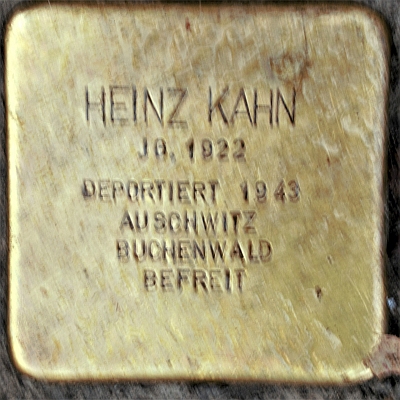 HEINZ KAHN
JG. 1922
DEPORTIERT 1943
AUSCHWITZ
BUCHENWALD
BEFREIT